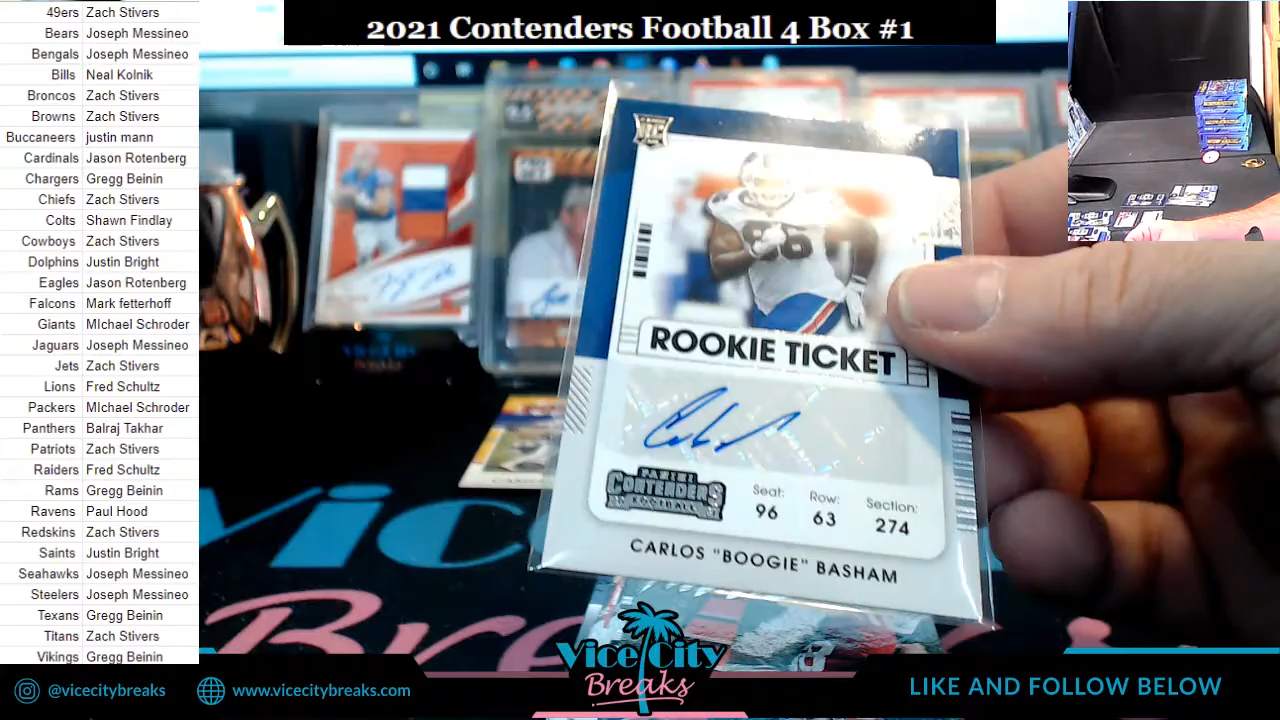 2021 Contenders Football 4 Box #1
49ers Zach Stivers
Bears Joseph Messineo
Bengals Joseph Messineo
Bills Neal Kolnik
Broncos Zach Stivers
Browns Zach Stivers
Buccaneers justin mann
Cardinals Jason Rotenberg
Chargers Gregg Beinin
Chiefs Zach Stivers
Colts Shawn Findlay
Cowboys Zach Stivers
Dolphins Justin Bright
Eagles Jason Rotenberg
Falcons Mark fetterhoff
Giants MIchael Schroder
Jaguars Joseph Messineo
Jets Zach Stivers
Lions Fred Schultz
Packers MIchael Schroder
Panthers Balraj Takhar
Patriots Zach Stivers
Raiders Fred Schultz
Rams Gregg Beinin
Ravens Paul Hood
Redskins Zach Stivers
Saints Justin Bright
Seahawks Joseph Messineo
Steelers Joseph Messineo
Texans Gregg Beinin
Titans Zach Stivers
Vikings Gregg Beinin
RC
96
ROOKIE TICKET
PANINI
CONTENDERS
FOOTBALL
Seat: Row: Section:
96 63 274
CARLOS "BOOGIE" BASHAM
Vice
Bre
Vice City
Breaks
@vicecitybreaks
www.vicecitybreaks.com
LIKE AND FOLLOW BELOW